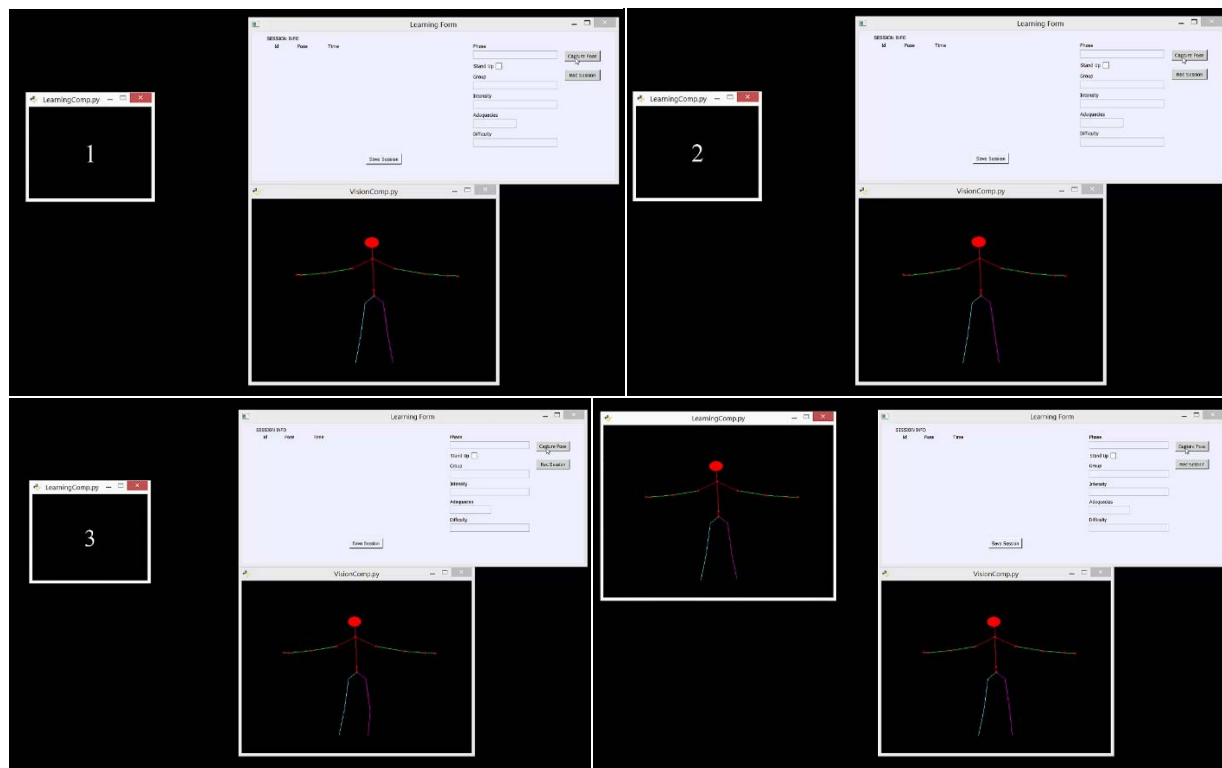 Learning Form
SESSION INFO
Id Pose Time
Phase
Capture Pose
Stand Up
Rec Session
Group
Intensity
Adequacies
Difficulty
Save Session
LearningComp.py
1
VisionComp.py
Learning Form
SESSION INFO
Id Pose Time
Phase
Capture Pose
Stand Up
Rec Session
Group
Intensity
Adequacies
Difficulty
Save Session
LearningComp.py
2
VisionComp.py
Learning Form
SESSION INFO
Id Pose Time
Phase
Capture Pose
Stand Up
Rec Session
Group
Intensity
Adequacies
Difficulty
Save Session
LearningComp.py
3
VisionComp.py
LearningComp.py
Learning Form
SESSION INFO
Id Pose Time
Phase
Capture Pose
Stand Up
Rec Session
Group
Intensity
Adequacies
Difficulty
Save Session
VisionComp.py